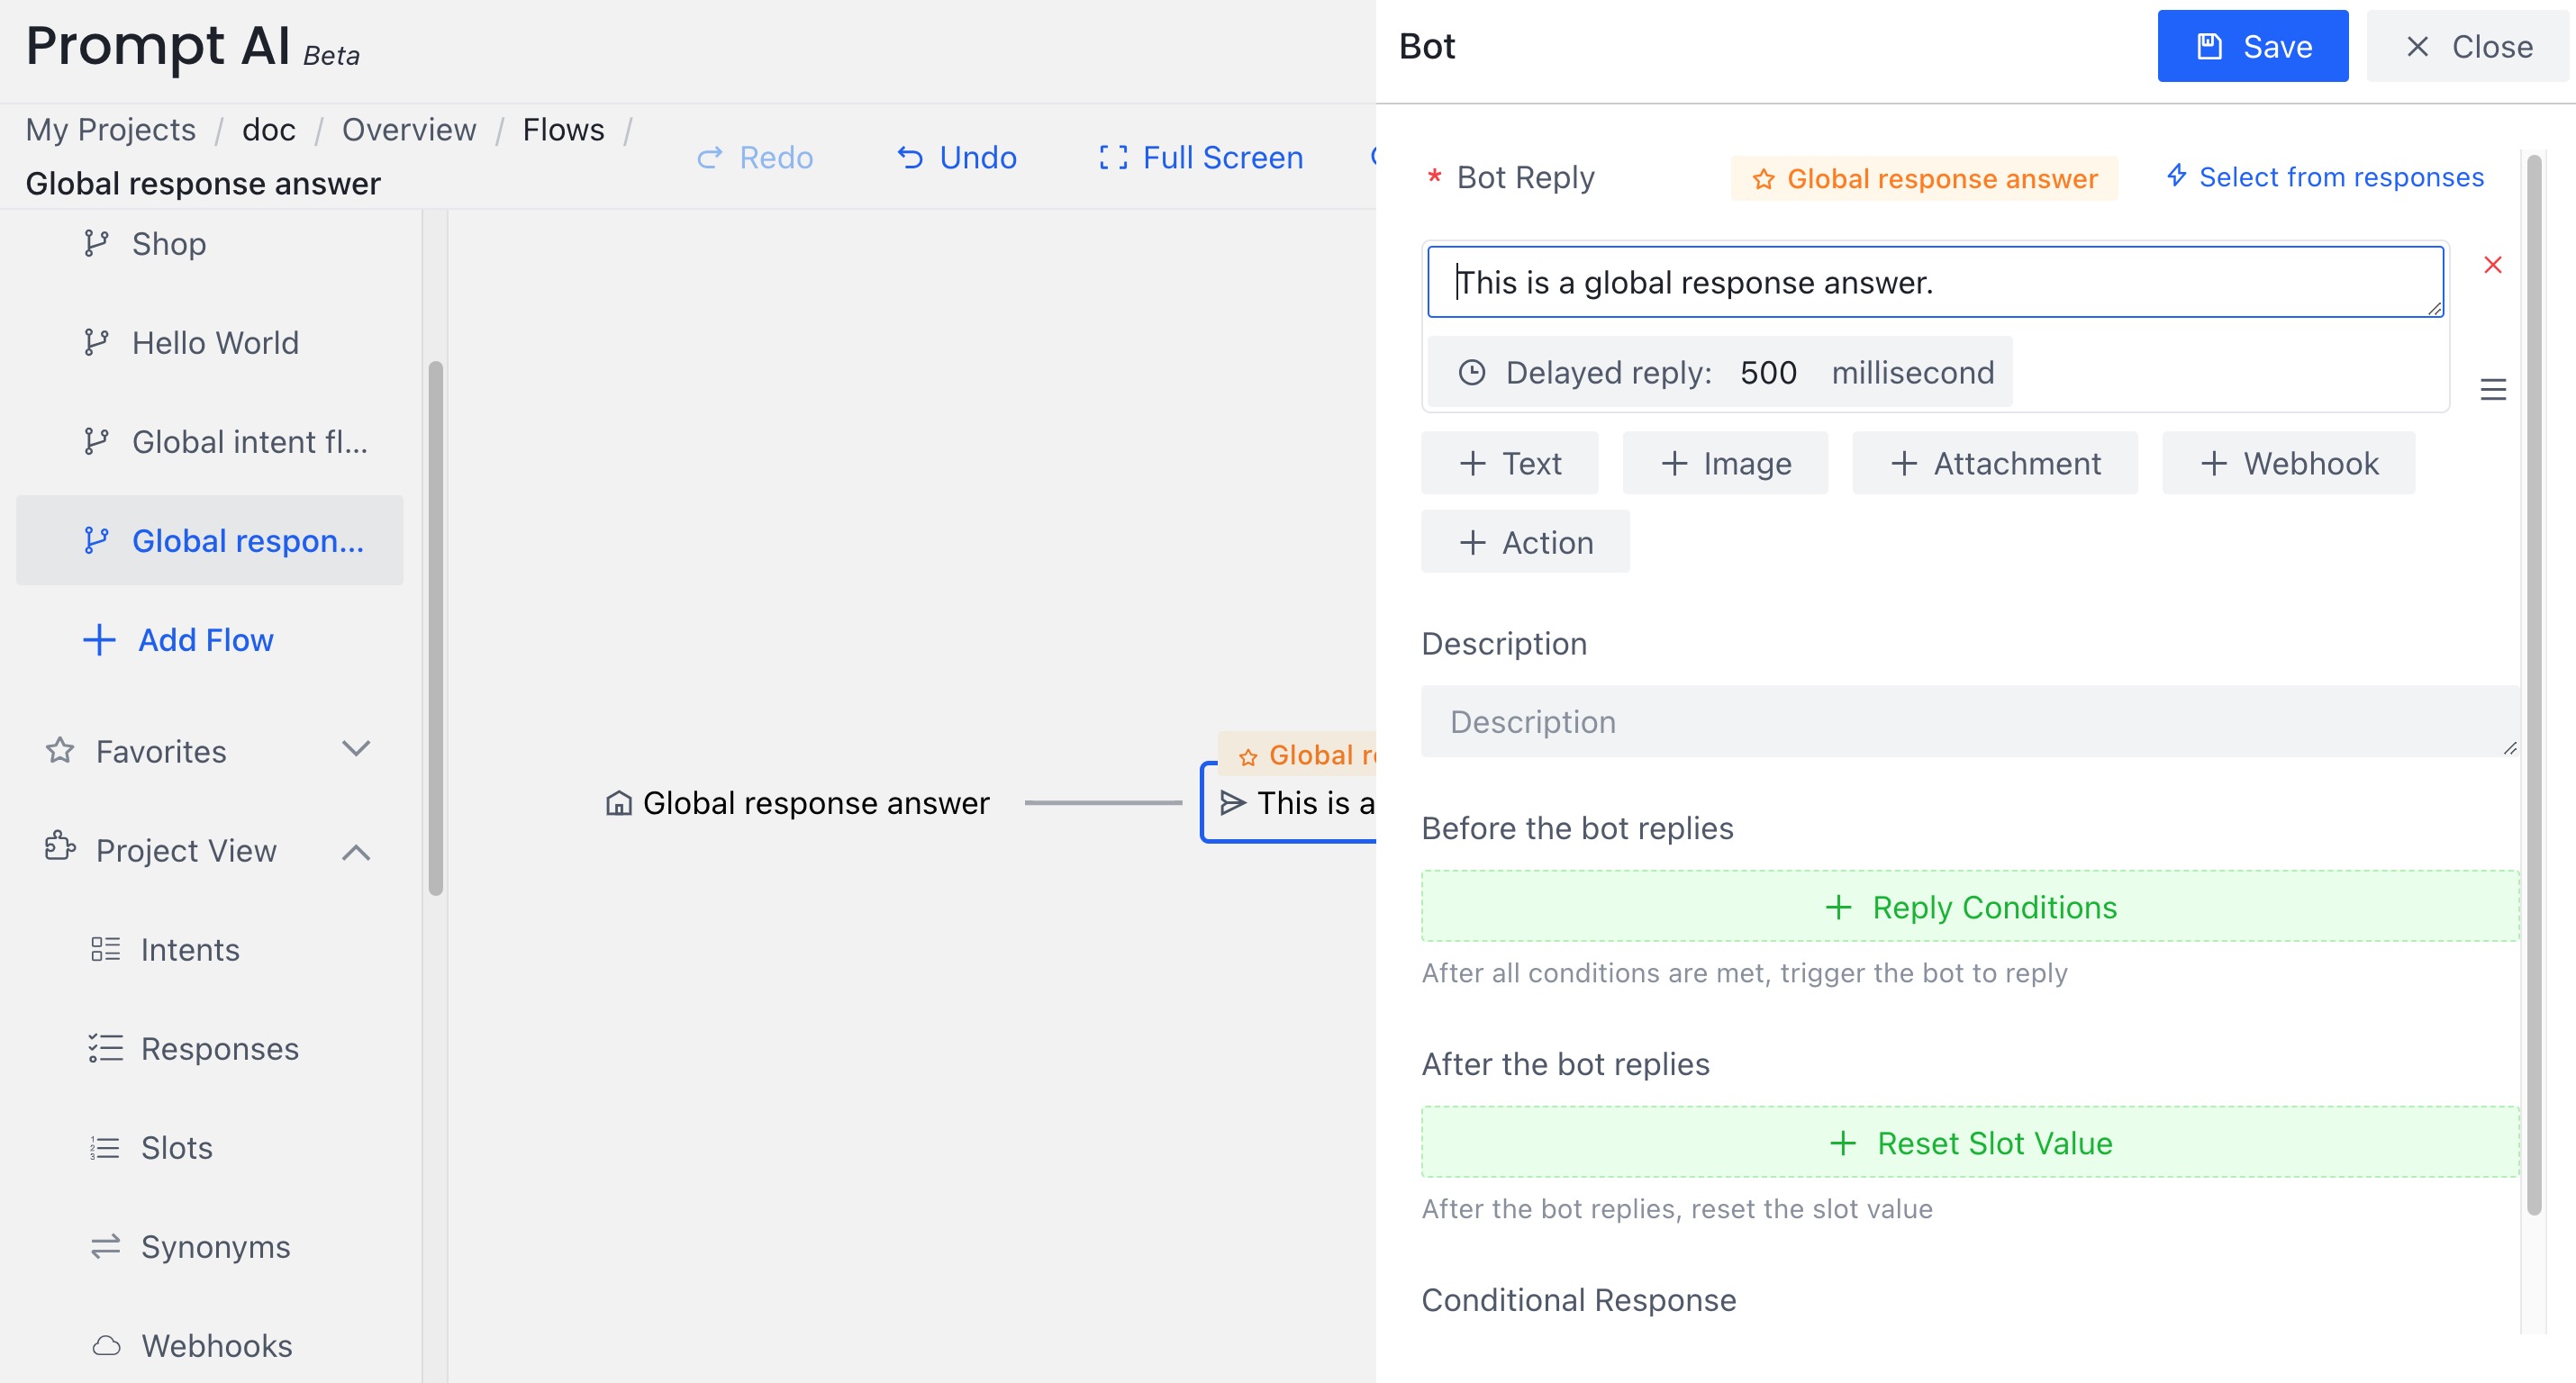 Prompt AI Beta
My Projects / doc / Overview / Flows /
Global response answer
Redo
Undo
Full Screen
Shop
Hello World
Global intent fl...
Global respon...
Add Flow
Favorites
Project View
Intents
Responses
Slots
Synonyms
Webhooks
Global response answer
Global re
This is a
Bot
Save
Close
* Bot Reply
Global response answer
Select from responses
This is a global response answer.
Delayed reply: 500 millisecond
+ Text
+ Image
+ Attachment
+ Webhook
+ Action
Description
Description
Before the bot replies
+ Reply Conditions
After all conditions are met, trigger the bot to reply
After the bot replies
+ Reset Slot Value
After the bot replies, reset the slot value
Conditional Response